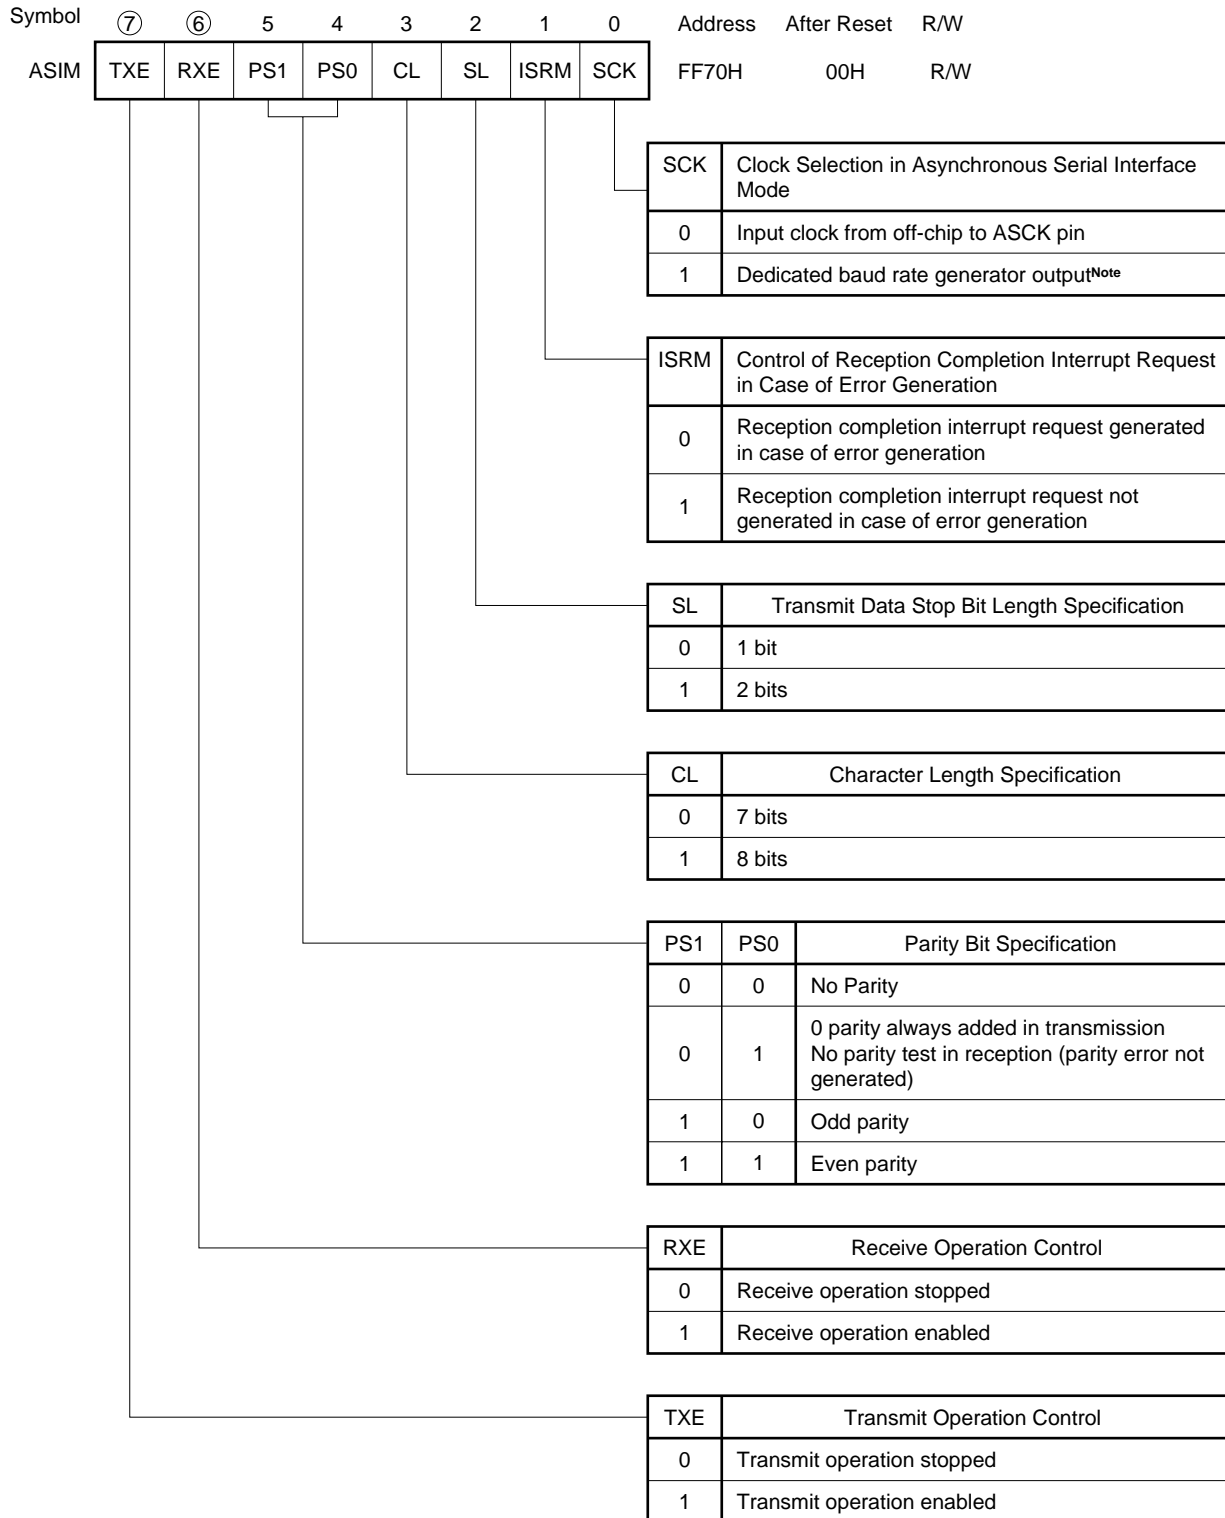 Symbol ⑦ ⑥ 5 4 3 2 1 0 Address After Reset R/W
ASIM TXE RXE PS1 PS0 CL SL ISRM SCK FF70H 00H R/W
SCK Clock Selection in Asynchronous Serial Interface
Mode
0 Input clock from off-chip to ASCK pin
1 Dedicated baud rate generator outputNote
ISRM Control of Reception Completion Interrupt Request
in Case of Error Generation
0 Reception completion interrupt request generated
in case of error generation
1 Reception completion interrupt request not
generated in case of error generation
SL Transmit Data Stop Bit Length Specification
0 1 bit
1 2 bits
CL Character Length Specification
0 7 bits
1 8 bits
PS1 PS0 Parity Bit Specification
0 0 No Parity
0 1 0 parity always added in transmission
No parity test in reception (parity error not
generated)
1 0 Odd parity
1 1 Even parity
RXE Receive Operation Control
0 Receive operation stopped
1 Receive operation enabled
TXE Transmit Operation Control
0 Transmit operation stopped
1 Transmit operation enabled